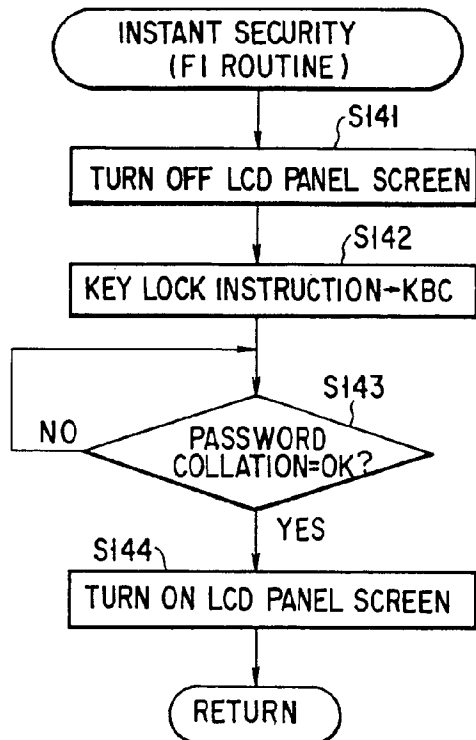 INSTANT SECURITY
(F1 ROUTINE)
S141
TURN OFF LCD PANEL SCREEN
S142
KEY LOCK INSTRUCTION→KBC
S143
NO
PASSWORD
COLLATION=OK?
YES
S144
TURN ON LCD PANEL SCREEN
RETURN